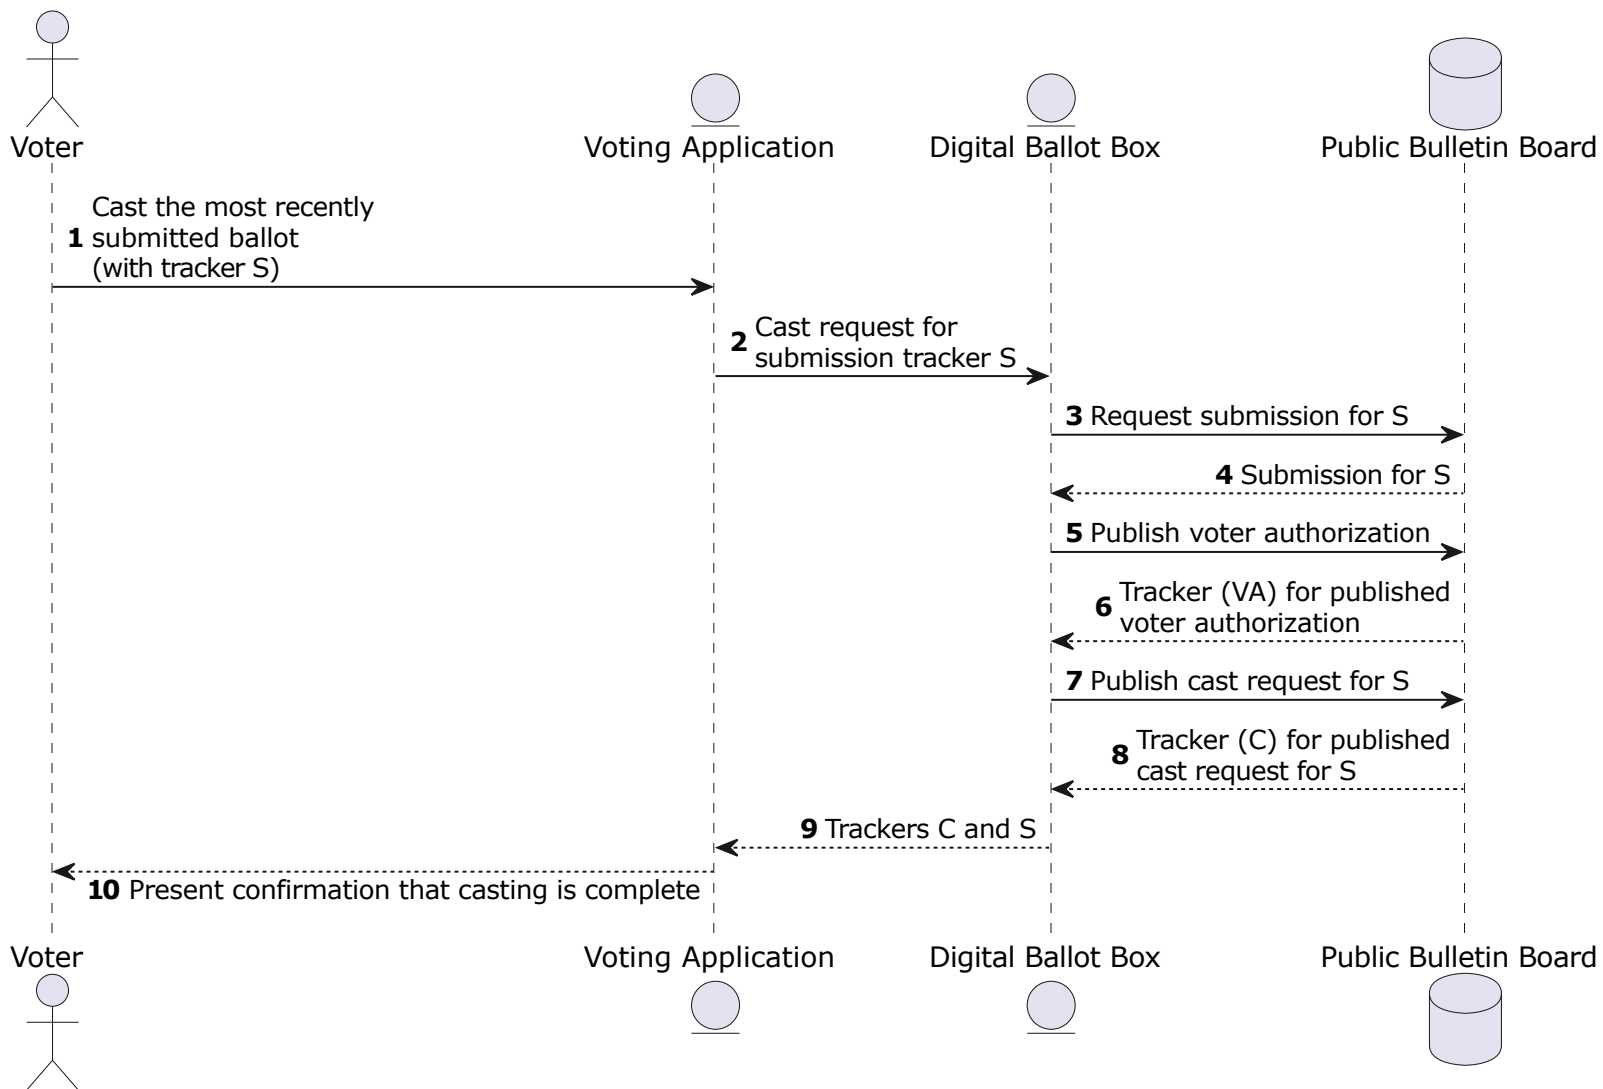 Voter
Voting Application
Digital Ballot Box
Public Bulletin Board
Cast the most recently
1 submitted ballot
(with tracker S)
Cast request for
2 submission tracker S
3 Request submission for S
4 Submission for S
5 Publish voter authorization
Tracker (VA) for published
6 voter authorization
7 Publish cast request for S
Tracker (C) for published
8 cast request for S
9 Trackers C and S
10 Present confirmation that casting is complete
Voter
Voting Application
Digital Ballot Box
Public Bulletin Board